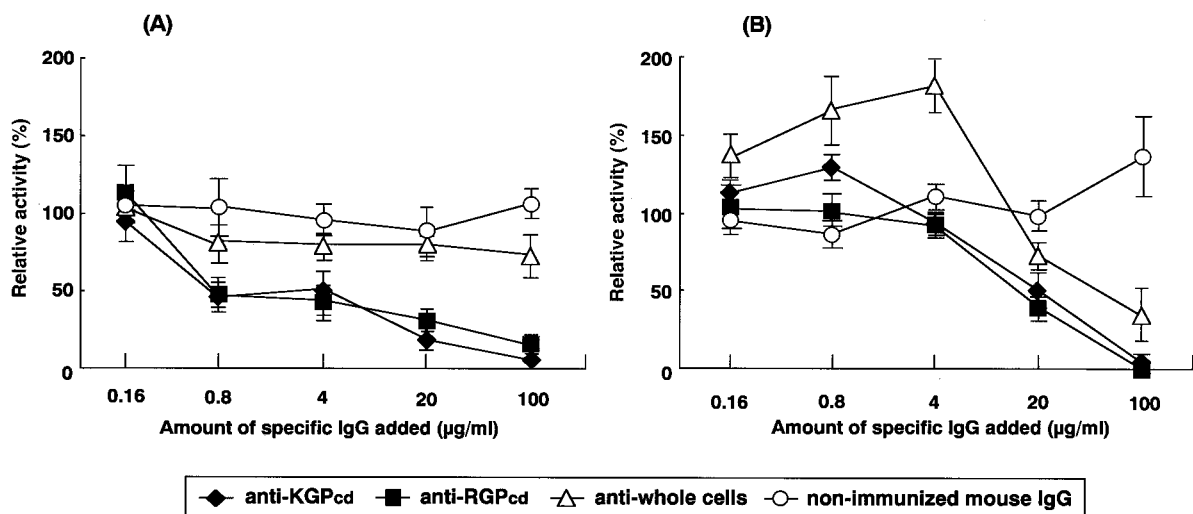 (A)
Relative activity (%)
200
150
100
50
0
0.16 0.8 4 20 100
Amount of specific IgG added (µg/ml)
(B)
Relative activity (%)
200
150
100
50
0
0.16 0.8 4 20 100
Amount of specific IgG added (µg/ml)
anti-KGPcd anti-RGPcd anti-whole cells non-immunized mouse IgG